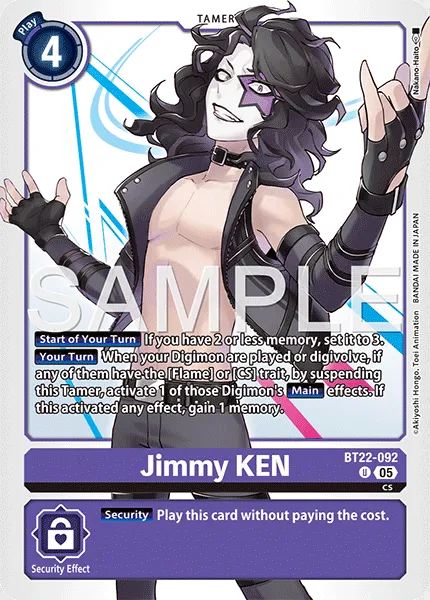 Play
4
TAMER
Nakano-Haito_
SAMPLE
Start of Your Turn If you have 2 or less memory, set it to 3.
Your Turn When your Digimon are played or digivolve, if
any of them have the [Flame] or [CS] trait, by suspending
this Tamer, activate 1 of those Digimon's Main effects. If
this activated any effect, gain 1 memory.
©Akiyoshi Hongo, Toei Animation BANDAI MADE IN JAPAN
Jimmy KEN
BT22-092
U 05
CS
Security Play this card without paying the cost.
Security Effect